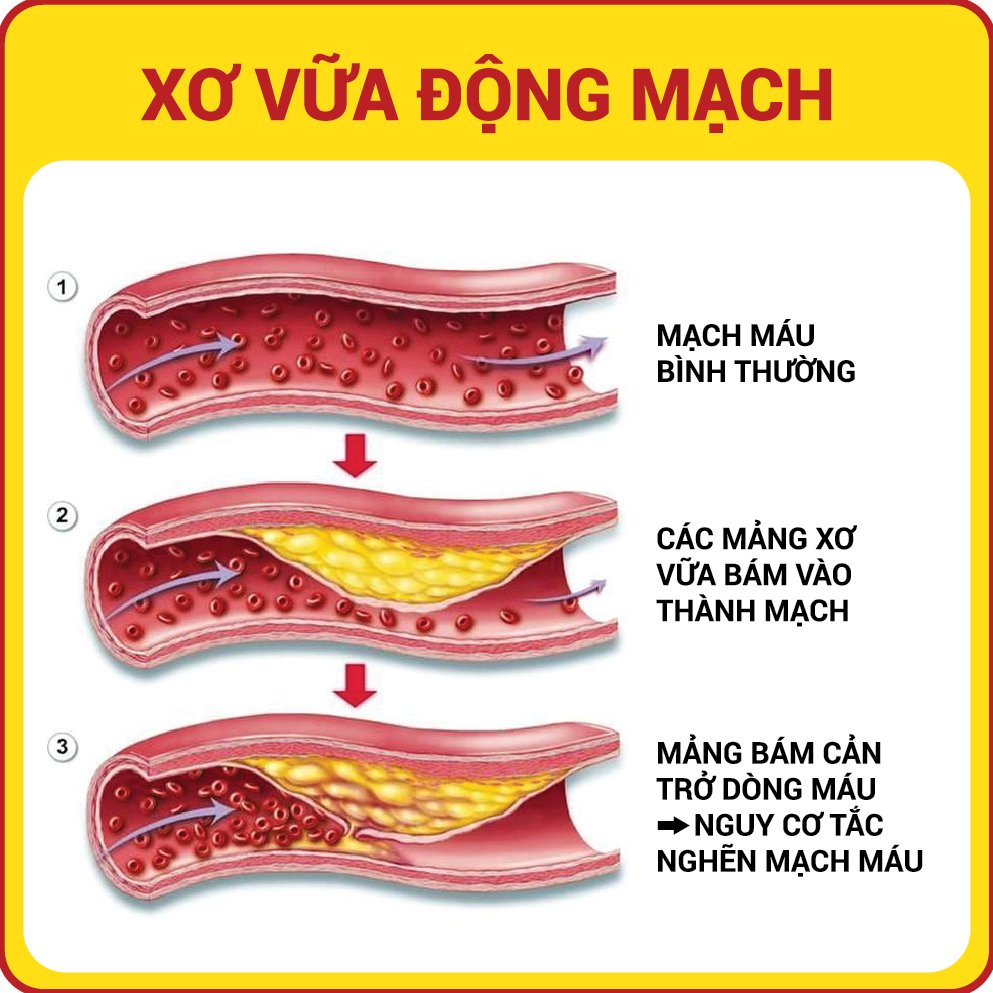 XƠ VỮA ĐỘNG MẠCH
1
MẠCH MÁU
BÌNH THƯỜNG
2
CÁC MẢNG XƠ
VỮA BÁM VÀO
THÀNH MẠCH
3
MẢNG BÁM CẢN
TRỞ DÒNG MÁU
➡ NGUY CƠ TẮC
NGHẼN MẠCH MÁU